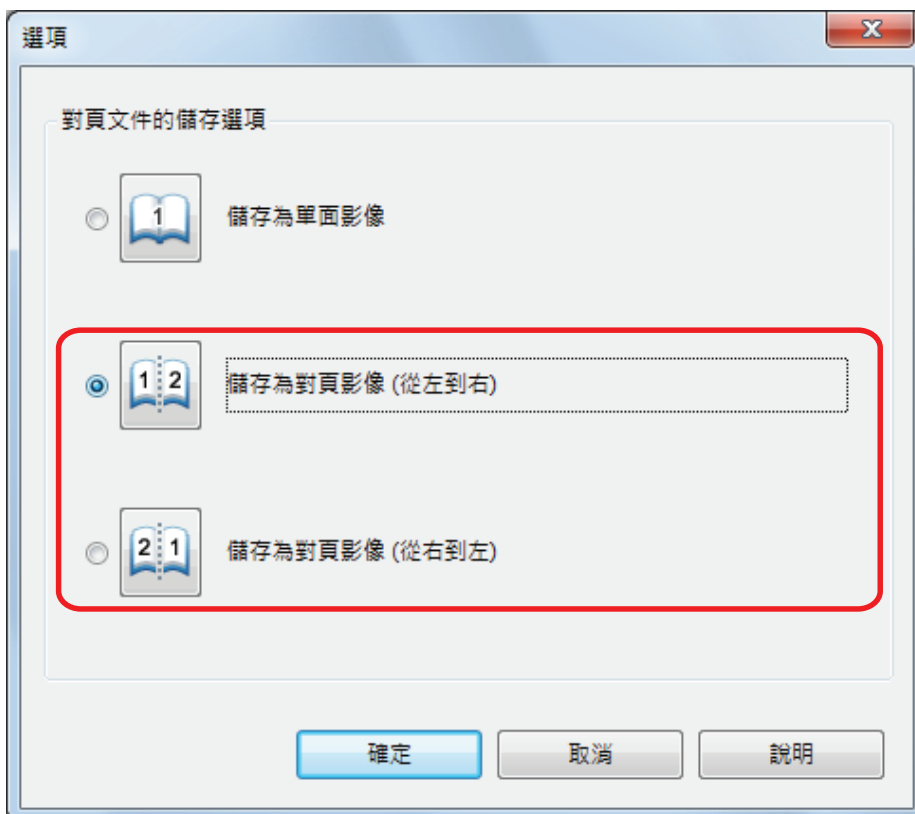 選項
對頁文件的儲存選項
1
儲存為單面影像
1 2
儲存為對頁影像 (從左到右)
2 1
儲存為對頁影像 (從右到左)
確定
取消
說明